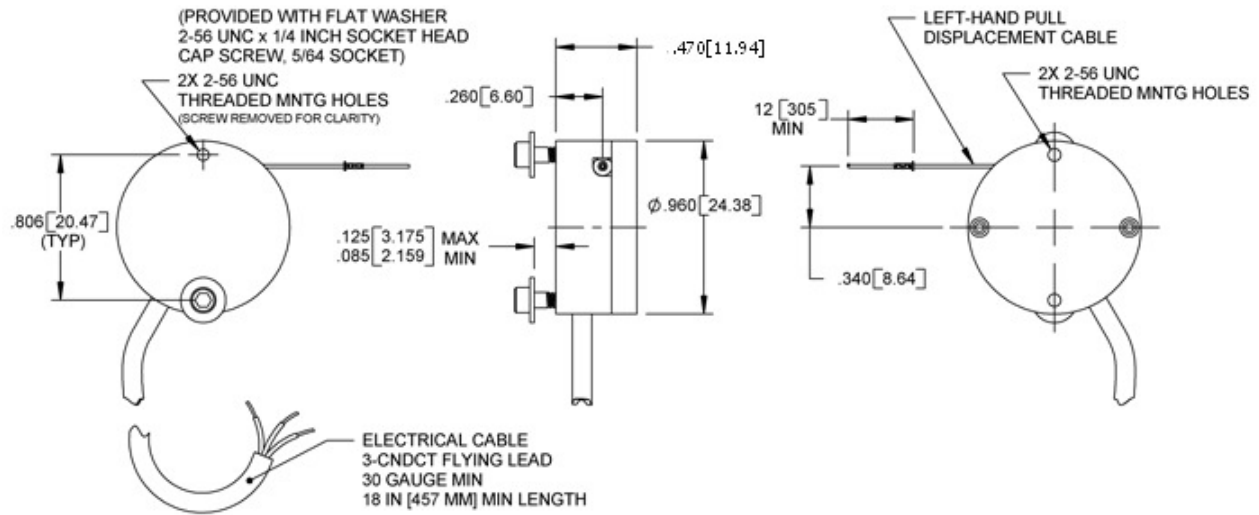 (PROVIDED WITH FLAT WASHER
2-56 UNC x 1/4 INCH SOCKET HEAD
CAP SCREW, 5/64 SOCKET)
2X 2-56 UNC
THREADED MNTG HOLES
(SCREW REMOVED FOR CLARITY)
.806[20.47]
(TYP)
.470[11.94]
.260[6.60]
Ø.960[24.38]
.125[3.175] MAX
.085[2.159] MIN
LEFT-HAND PULL
DISPLACEMENT CABLE
2X 2-56 UNC
THREADED MNTG HOLES
12 [305]
MIN
.340[8.64]
ELECTRICAL CABLE
3-CNDCT FLYING LEAD
30 GAUGE MIN
18 IN [457 MM] MIN LENGTH